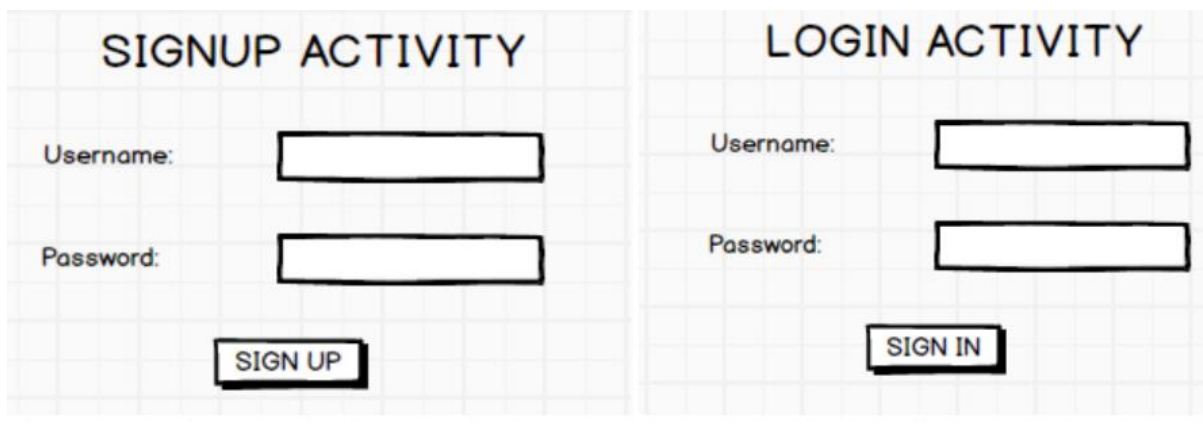 SIGNUP ACTIVITY
Username:
Password:
SIGN UP
LOGIN ACTIVITY
Username:
Password:
SIGN IN